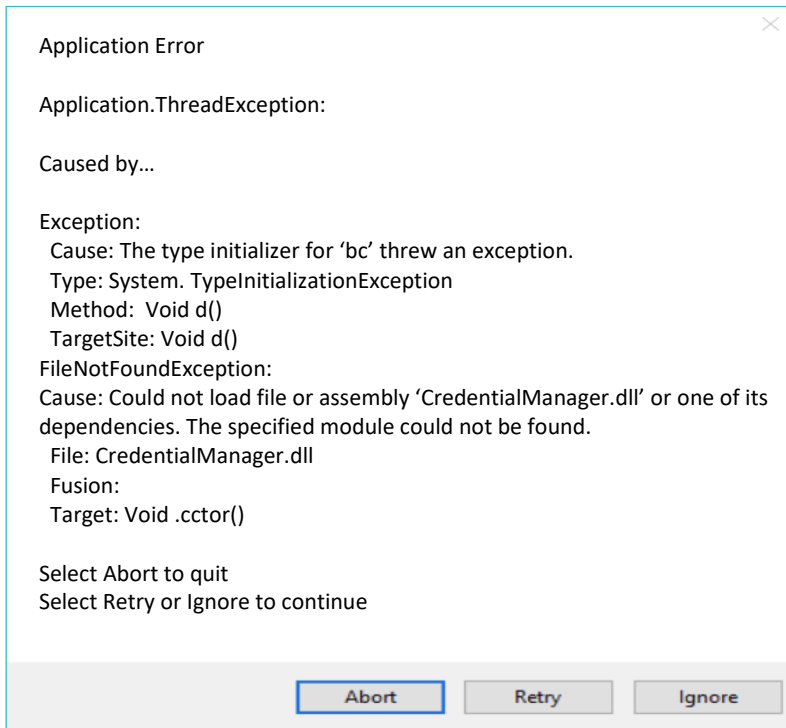 Application Error
Application.ThreadException:
Caused by…
Exception:
Cause: The type initializer for ‘bc’ threw an exception.
Type: System. TypeInitializationException
Method:  Void d()
TargetSite: Void d()
FileNotFoundException:
Cause: Could not load file or assembly ‘CredentialManager.dll’ or one of its
dependencies. The specified module could not be found.
File: CredentialManager.dll
Fusion:
Target: Void .cctor()
Select Abort to quit
Select Retry or Ignore to continue
Abort Retry Ignore